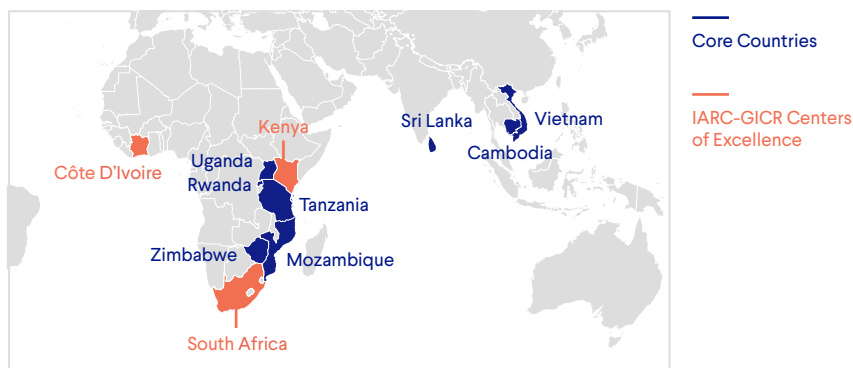 Core Countries
IARC-GICR Centers
of Excellence
Kenya
Sri Lanka
Vietnam
Cambodia
Côte D'Ivoire
Uganda
Rwanda
Tanzania
Zimbabwe
Mozambique
South Africa